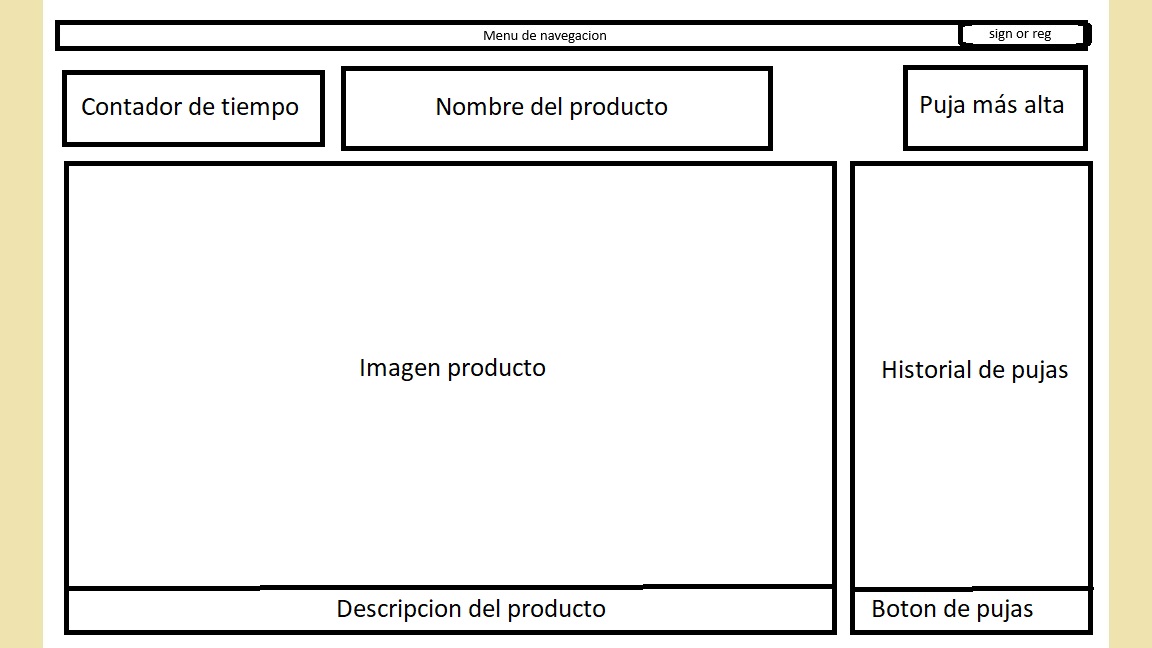 Menu de navegacion
sign or reg
Contador de tiempo
Nombre del producto
Puja más alta
Imagen producto
Historial de pujas
Descripcion del producto
Boton de pujas